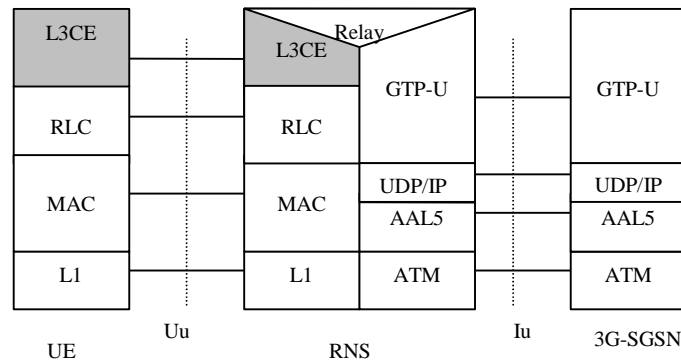 L3CE
RLC
MAC
L1
UE
Uu
Relay
L3CE
RLC
MAC
L1
GTP-U
UDP/IP
AAL5
ATM
RNS
Iu
GTP-U
UDP/IP
AAL5
ATM
3G-SGSN